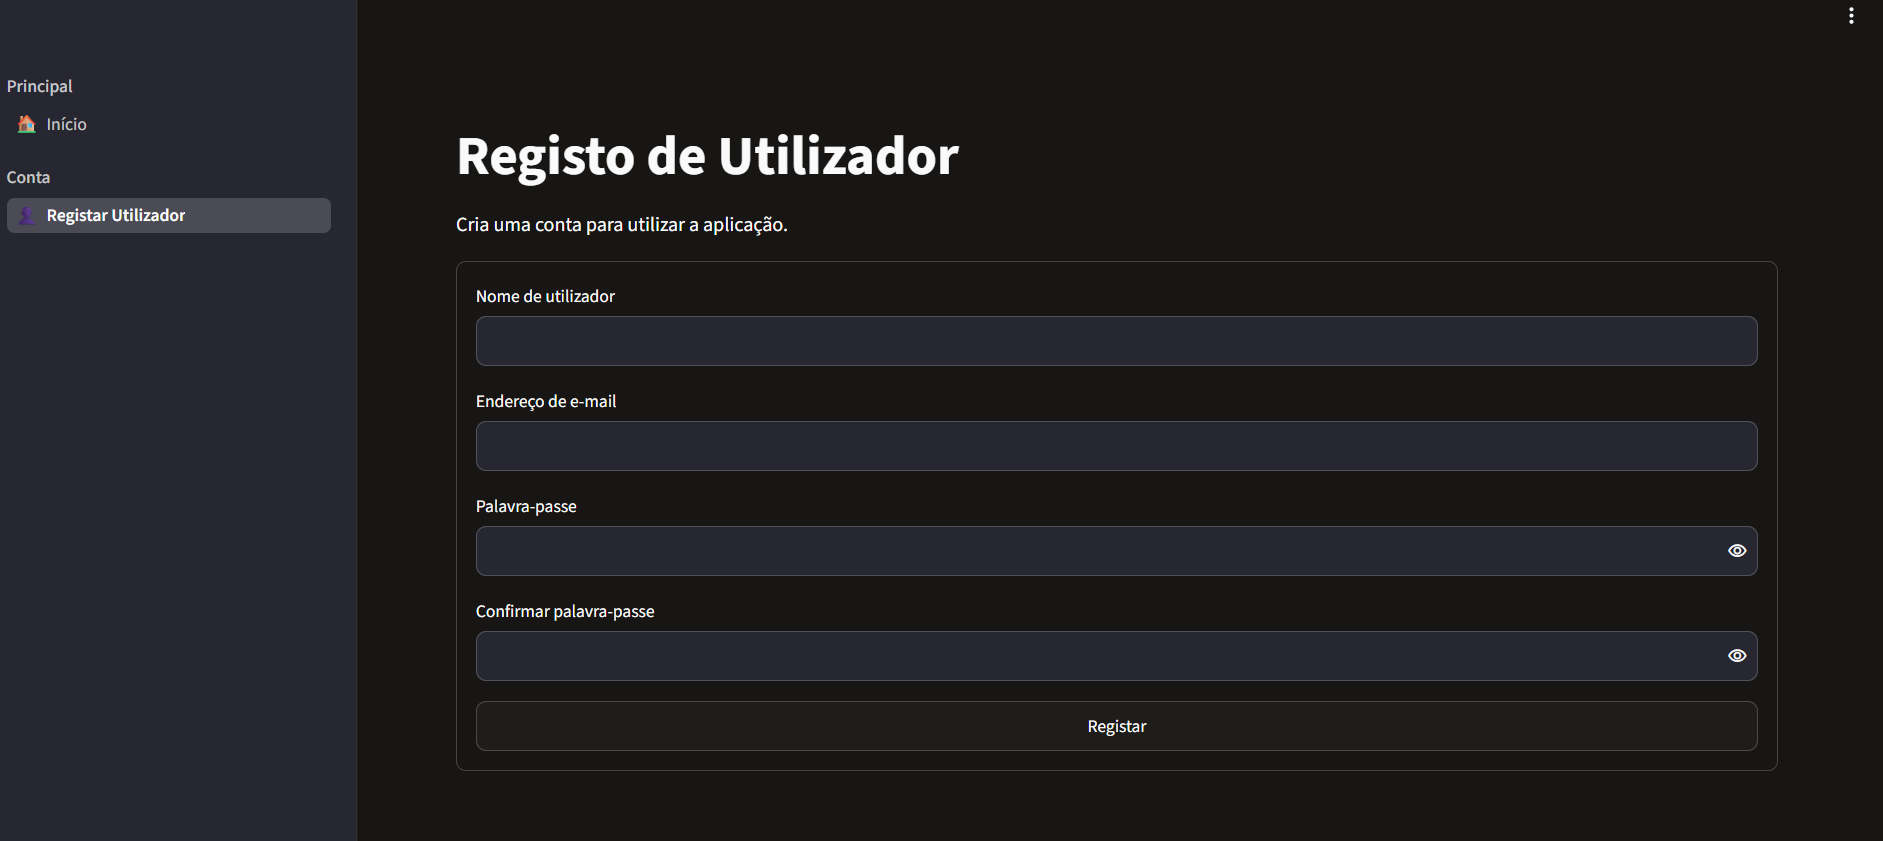 Principal
Início
Conta
Registar Utilizador
Registo de Utilizador
Cria uma conta para utilizar a aplicação.
Nome de utilizador
Endereço de e-mail
Palavra-passe
Confirmar palavra-passe
Registar